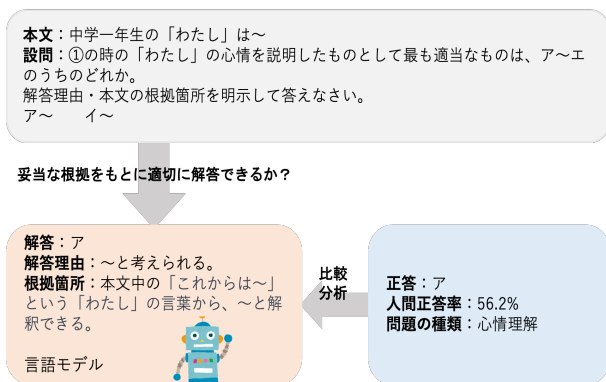 本文：中学一年生の「わたし」は～
設問：①の時の「わたし」の心情を説明したものとして最も適当なものは、ア～エ
のうちのどれか。
解答理由・本文の根拠箇所を明示して答えなさい。
ア～　　イ～
妥当な根拠をもとに適切に解答できるか？
解答：ア
解答理由：～と考えられる。
根拠箇所：本文中の「これからは～」
という「わたし」の言葉から、～と解
釈できる。
言語モデル
比較
分析
正答：ア
人間正答率：56.2%
問題の種類：心情理解